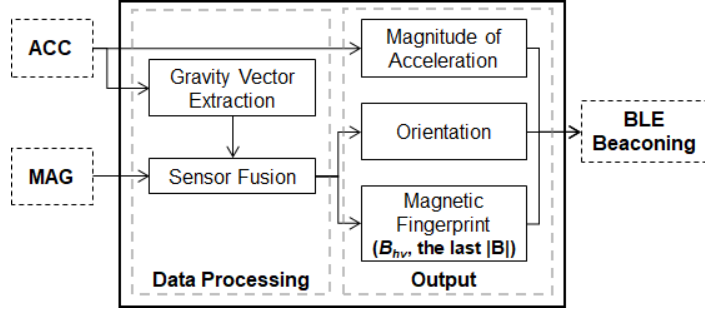 ACC
MAG
Gravity Vector
Extraction
Sensor Fusion
Data Processing
Magnitude of
Acceleration
Orientation
Magnetic
Fingerprint
(B_hv, the last |B|)
Output
BLE
Beaconing